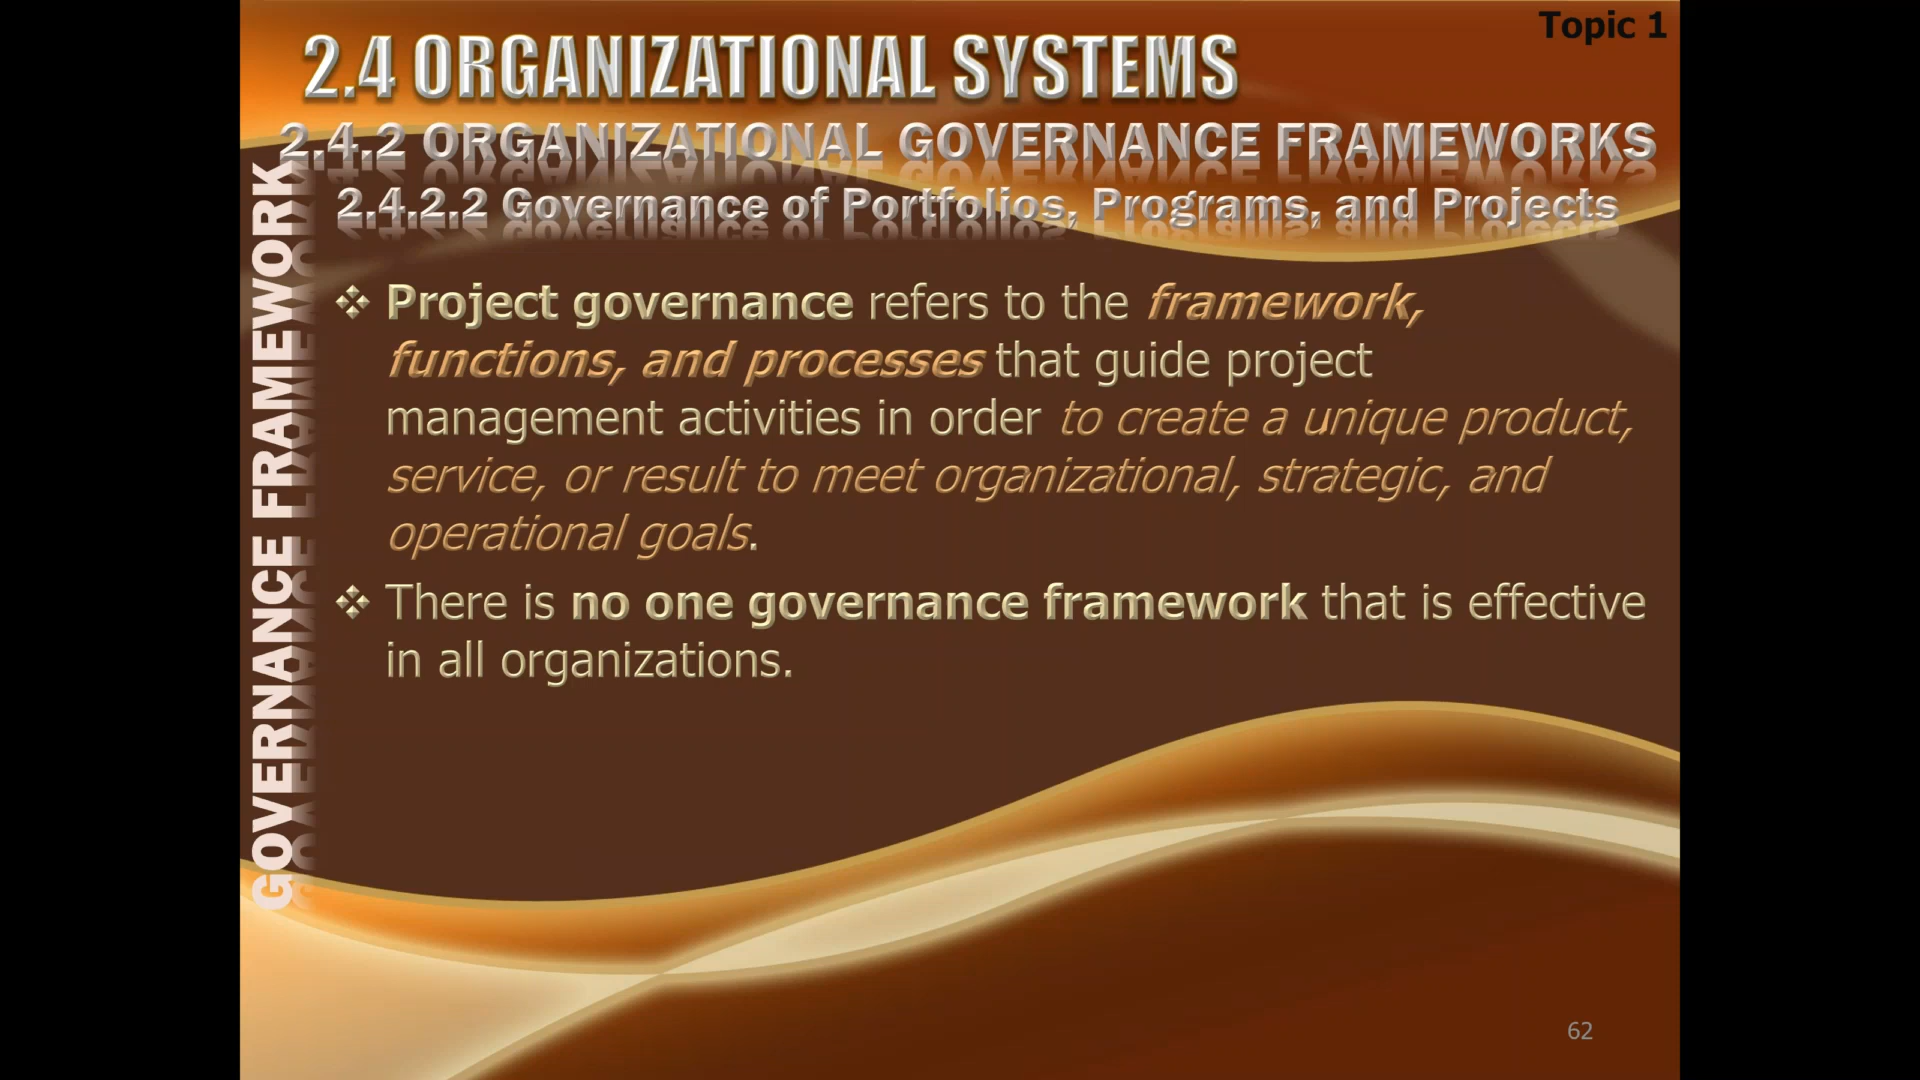 Topic 1
2.4 ORGANIZATIONAL SYSTEMS
2.4.2 ORGANIZATIONAL GOVERNANCE FRAMEWORKS
2.4.2.2 Governance of Portfolios, Programs, and Projects
GOVERNANCE FRAMEWORK
❖ Project governance refers to the framework,
functions, and processes that guide project
management activities in order to create a unique product,
service, or result to meet organizational, strategic, and
operational goals.
❖ There is no one governance framework that is effective
in all organizations.
62